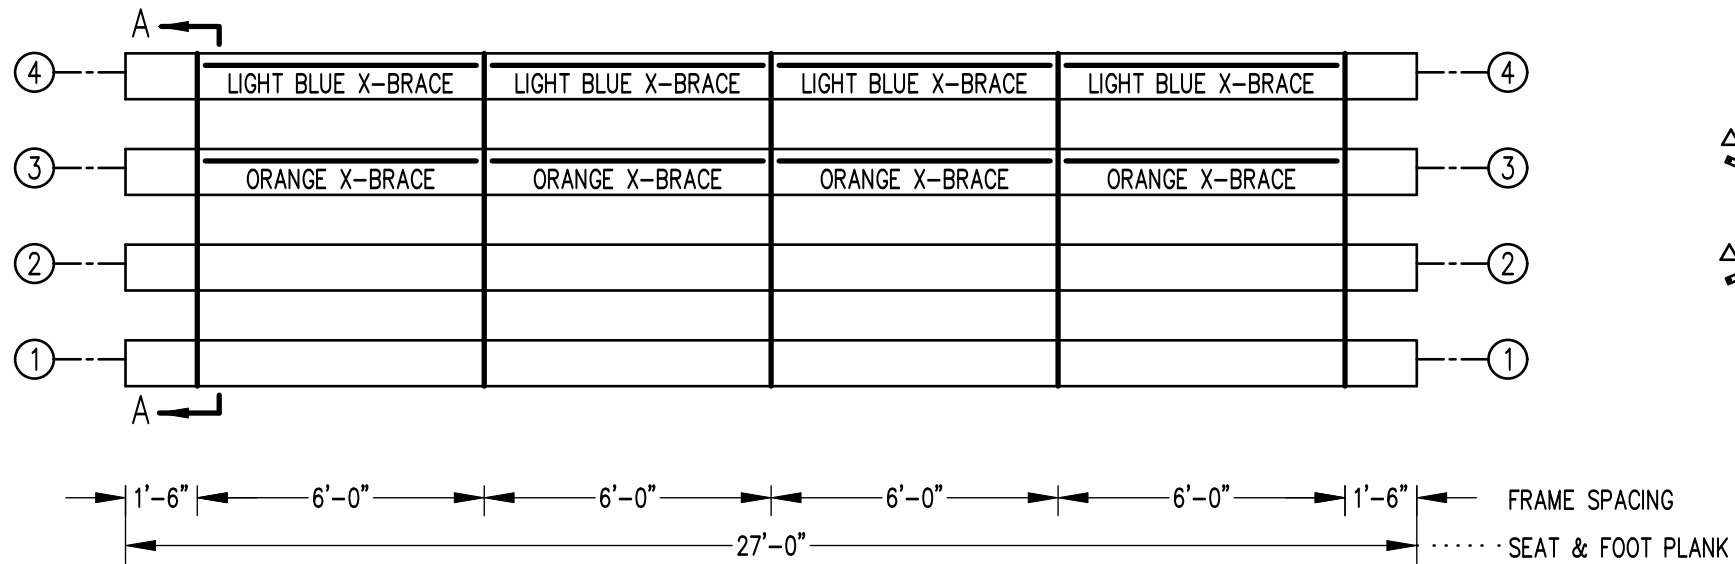 A
4 LIGHT BLUE X-BRACE LIGHT BLUE X-BRACE LIGHT BLUE X-BRACE LIGHT BLUE X-BRACE 4
3 ORANGE X-BRACE ORANGE X-BRACE ORANGE X-BRACE ORANGE X-BRACE 3
2 2
1 1
A
1'-6" 6'-0" 6'-0" 6'-0" 6'-0" 1'-6" FRAME SPACING
27'-0" SEAT & FOOT PLANK